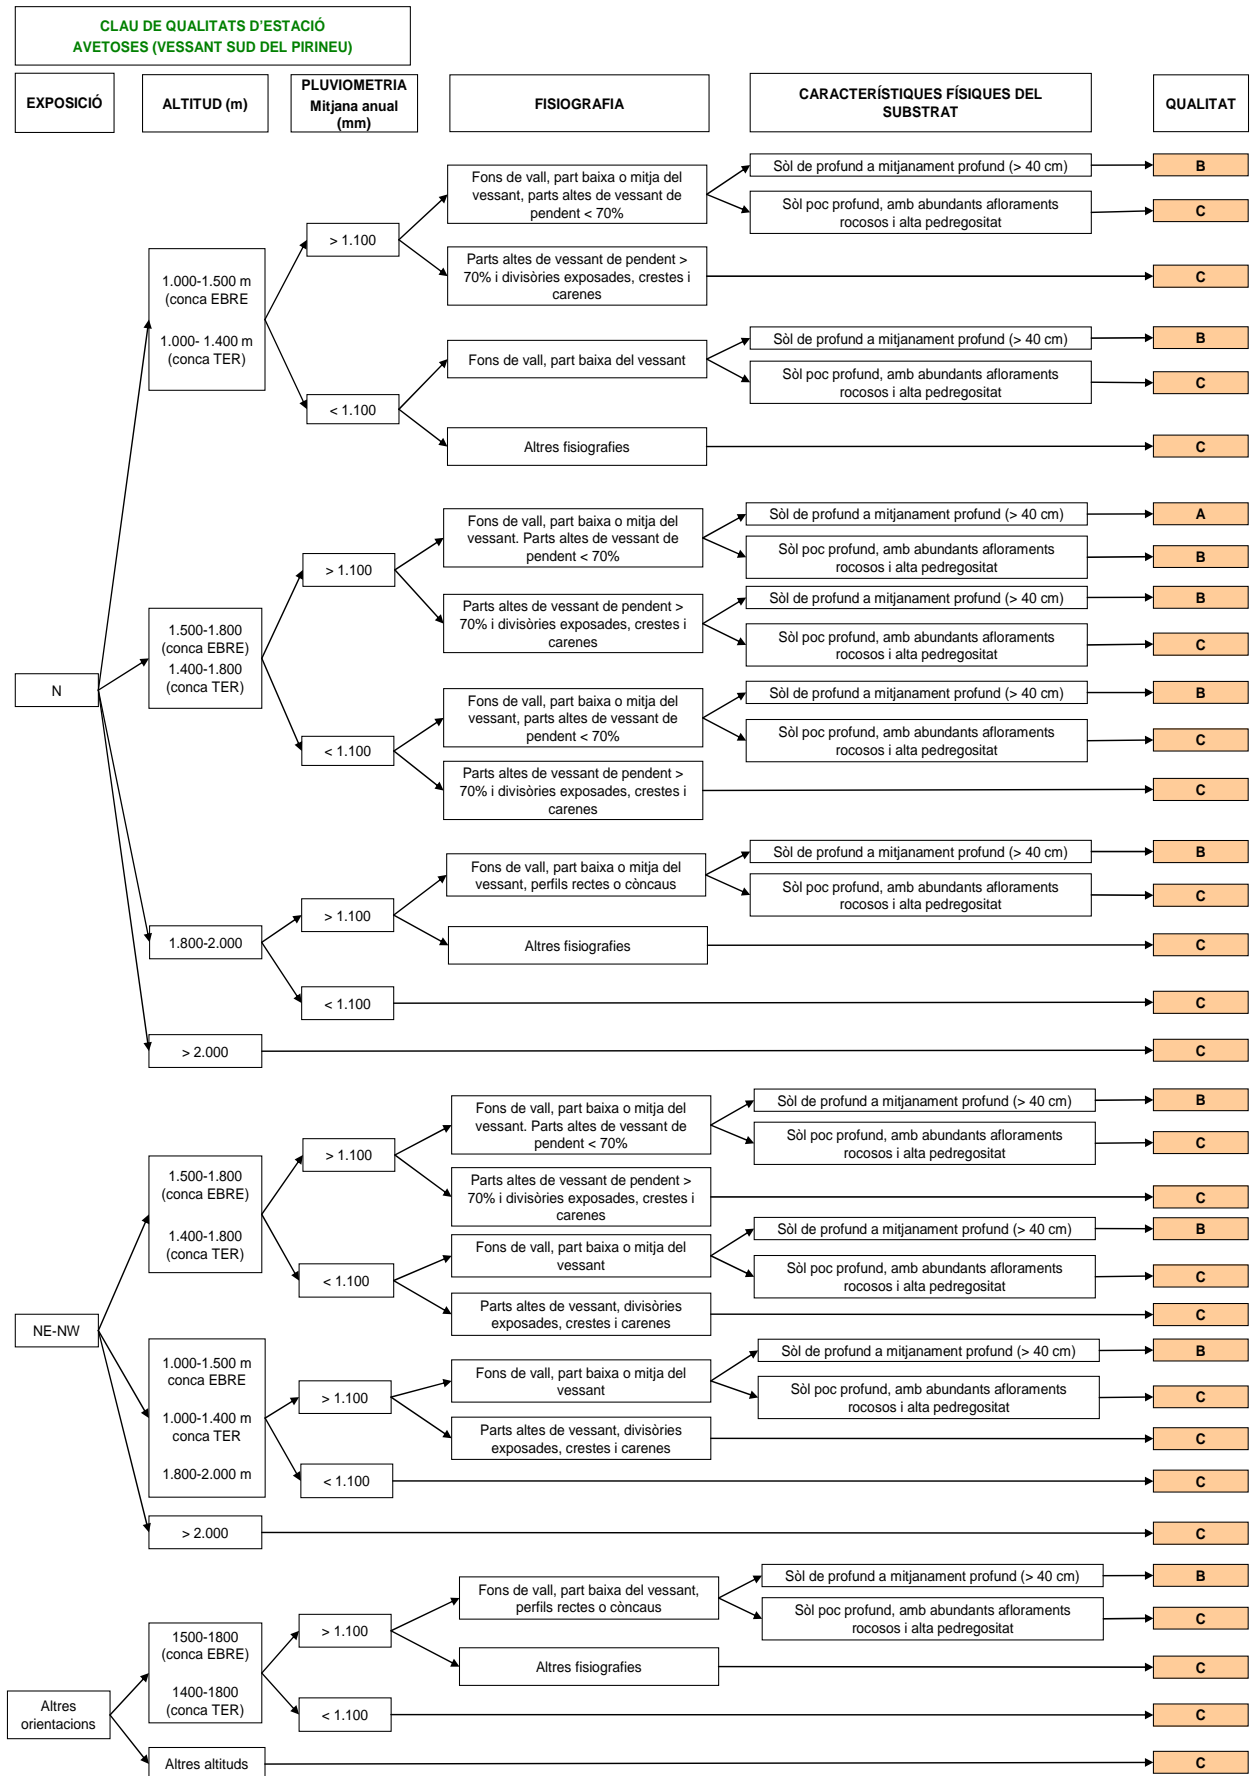 CLAU DE QUALITATS D'ESTACIÓ
AVETOSES (VESSANT SUD DEL PIRINEU)
EXPOSICIÓ
ALTITUD (m)
PLUVIOMETRIA
Mitjana anual
(mm)
FISIOGRAFIA
CARACTERÍSTIQUES FÍSIQUES DEL
SUBSTRAT
QUALITAT
N
1.000-1.500 m
(conca EBRE
1.000- 1.400 m
(conca TER)
> 1.100
Fons de vall, part baixa o mitja del
vessant, parts altes de vessant de
pendent < 70%
Sòl de profund a mitjanament profund (> 40 cm)
B
Sòl poc profund, amb abundants afloraments
rocosos i alta pedregositat
C
Parts altes de vessant de pendent >
70% i divisòries exposades, crestes i
carenes
C
< 1.100
Fons de vall, part baixa del vessant
Sòl de profund a mitjanament profund (> 40 cm)
B
Sòl poc profund, amb abundants afloraments
rocosos i alta pedregositat
C
Altres fisiografies
C
1.500-1.800
(conca EBRE)
1.400-1.800
(conca TER)
> 1.100
Fons de vall, part baixa o mitja del
vessant. Parts altes de vessant de
pendent < 70%
Sòl de profund a mitjanament profund (> 40 cm)
A
Sòl poc profund, amb abundants afloraments
rocosos i alta pedregositat
B
Parts altes de vessant de pendent >
70% i divisòries exposades, crestes i
carenes
Sòl de profund a mitjanament profund (> 40 cm)
B
Sòl poc profund, amb abundants afloraments
rocosos i alta pedregositat
C
< 1.100
Fons de vall, part baixa o mitja del
vessant, parts altes de vessant de
pendent < 70%
Sòl de profund a mitjanament profund (> 40 cm)
B
Sòl poc profund, amb abundants afloraments
rocosos i alta pedregositat
C
Parts altes de vessant de pendent >
70% i divisòries exposades, crestes i
carenes
C
1.800-2.000
> 1.100
Fons de vall, part baixa o mitja del
vessant, perfils rectes o còncaus
Sòl de profund a mitjanament profund (> 40 cm)
B
Sòl poc profund, amb abundants afloraments
rocosos i alta pedregositat
C
Altres fisiografies
C
< 1.100
C
> 2.000
C
NE-NW
1.500-1.800
(conca EBRE)
1.400-1.800
(conca TER)
> 1.100
Fons de vall, part baixa o mitja del
vessant. Parts altes de vessant de
pendent < 70%
Sòl de profund a mitjanament profund (> 40 cm)
B
Sòl poc profund, amb abundants afloraments
rocosos i alta pedregositat
C
Parts altes de vessant de pendent >
70% i divisòries exposades, crestes i
carenes
C
< 1.100
Fons de vall, part baixa o mitja del
vessant
Sòl de profund a mitjanament profund (> 40 cm)
B
Sòl poc profund, amb abundants afloraments
rocosos i alta pedregositat
C
Parts altes de vessant, divisòries
exposades, crestes i carenes
C
1.000-1.500 m
conca EBRE
1.000-1.400 m
conca TER
1.800-2.000 m
> 1.100
Fons de vall, part baixa o mitja del
vessant
Sòl de profund a mitjanament profund (> 40 cm)
B
Sòl poc profund, amb abundants afloraments
rocosos i alta pedregositat
C
Parts altes de vessant, divisòries
exposades, crestes i carenes
C
< 1.100
C
> 2.000
C
Altres
orientacions
1500-1800
(conca EBRE)
1400-1800
(conca TER)
> 1.100
Fons de vall, part baixa del vessant,
perfils rectes o còncaus
Sòl de profund a mitjanament profund (> 40 cm)
B
Sòl poc profund, amb abundants afloraments
rocosos i alta pedregositat
C
Altres fisiografies
C
< 1.100
C
Altres altituds
C